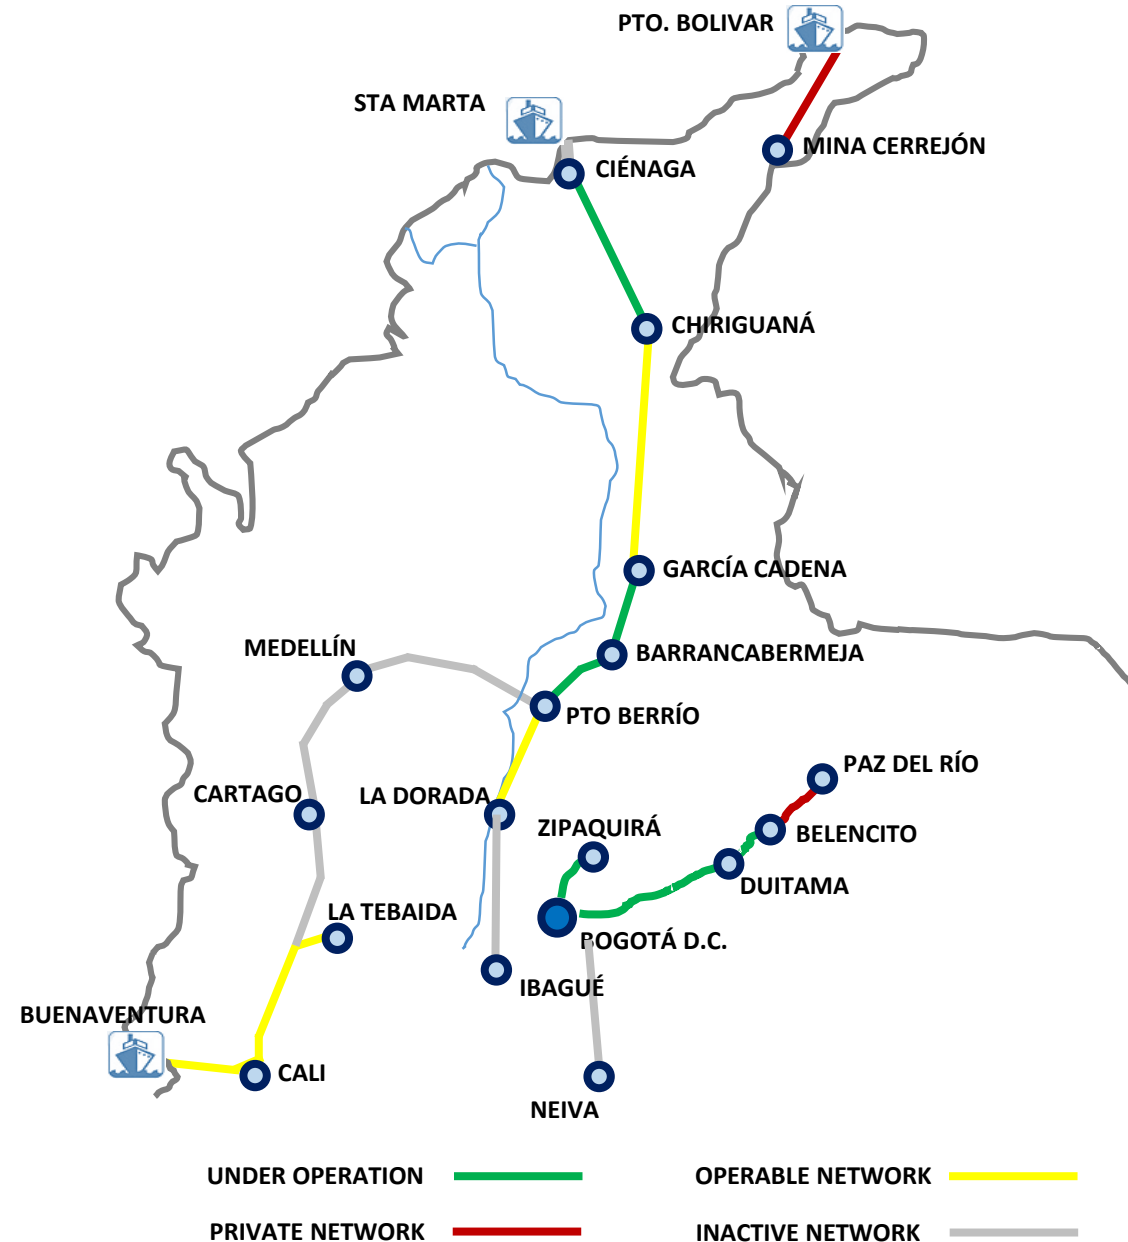 PTO. BOLIVAR
STA MARTA
MINA CERREJÓN
CIÉNAGA
CHIRIGUANÁ
GARCÍA CADENA
MEDELLÍN
BARRANCABERMEJA
PTO BERRÍO
PAZ DEL RÍO
CARTAGO
LA DORADA
ZIPAQUIRÁ
BELENCITO
DUITAMA
LA TEBAIDA
BOGOTÁ D.C.
IBAGUÉ
BUENAVENTURA
CALI
NEIVA
UNDER OPERATION
OPERABLE NETWORK
PRIVATE NETWORK
INACTIVE NETWORK